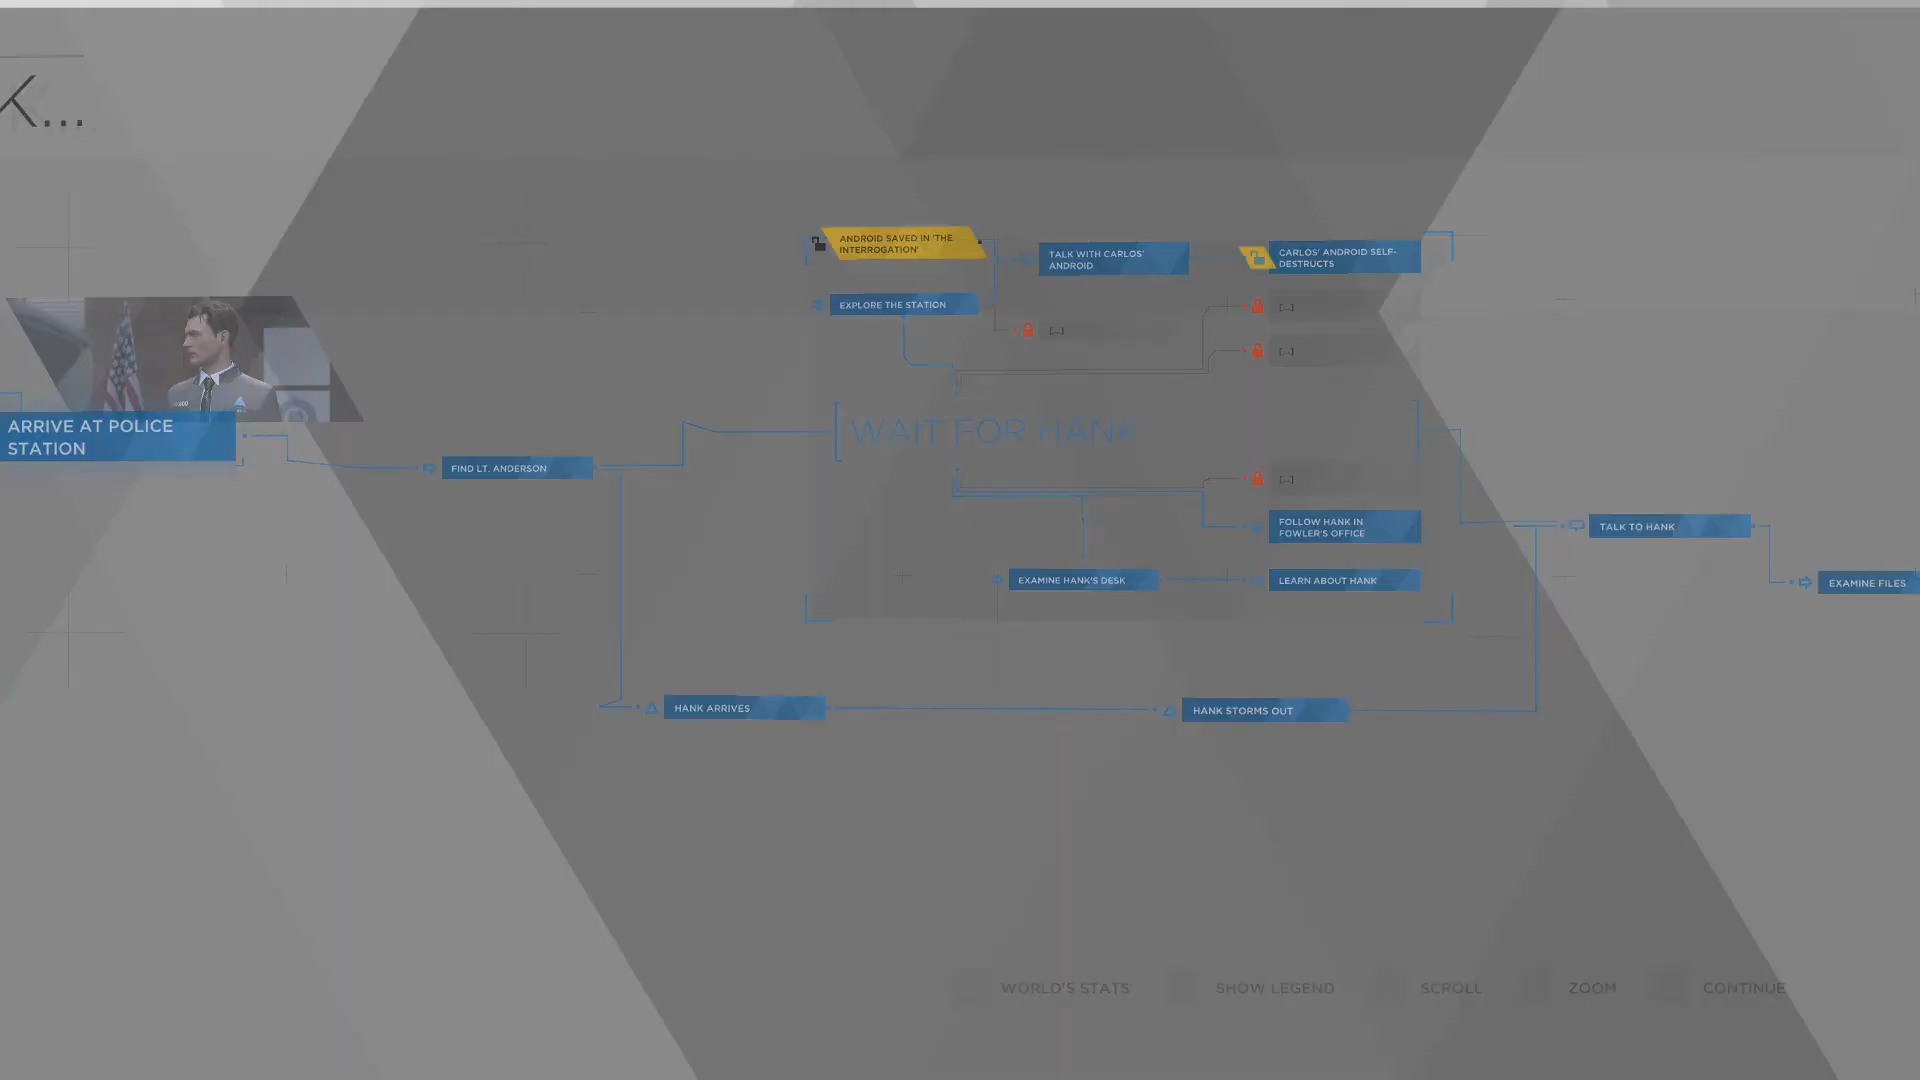 K...
ANDROID SAVED IN 'THE
INTERROGATION'
TALK WITH CARLOS'
ANDROID
CARLOS' ANDROID SELF-
DESTRUCTS
EXPLORE THE STATION
[...]
[...]
[...]
ARRIVE AT POLICE
STATION
WAIT FOR HANK
FIND LT. ANDERSON
[...]
FOLLOW HANK IN
FOWLER'S OFFICE
TALK TO HANK
EXAMINE HANK'S DESK
LEARN ABOUT HANK
EXAMINE FILES
HANK ARRIVES
HANK STORMS OUT
WORLD'S STATS
SHOW LEGEND
SCROLL
ZOOM
CONTINUE